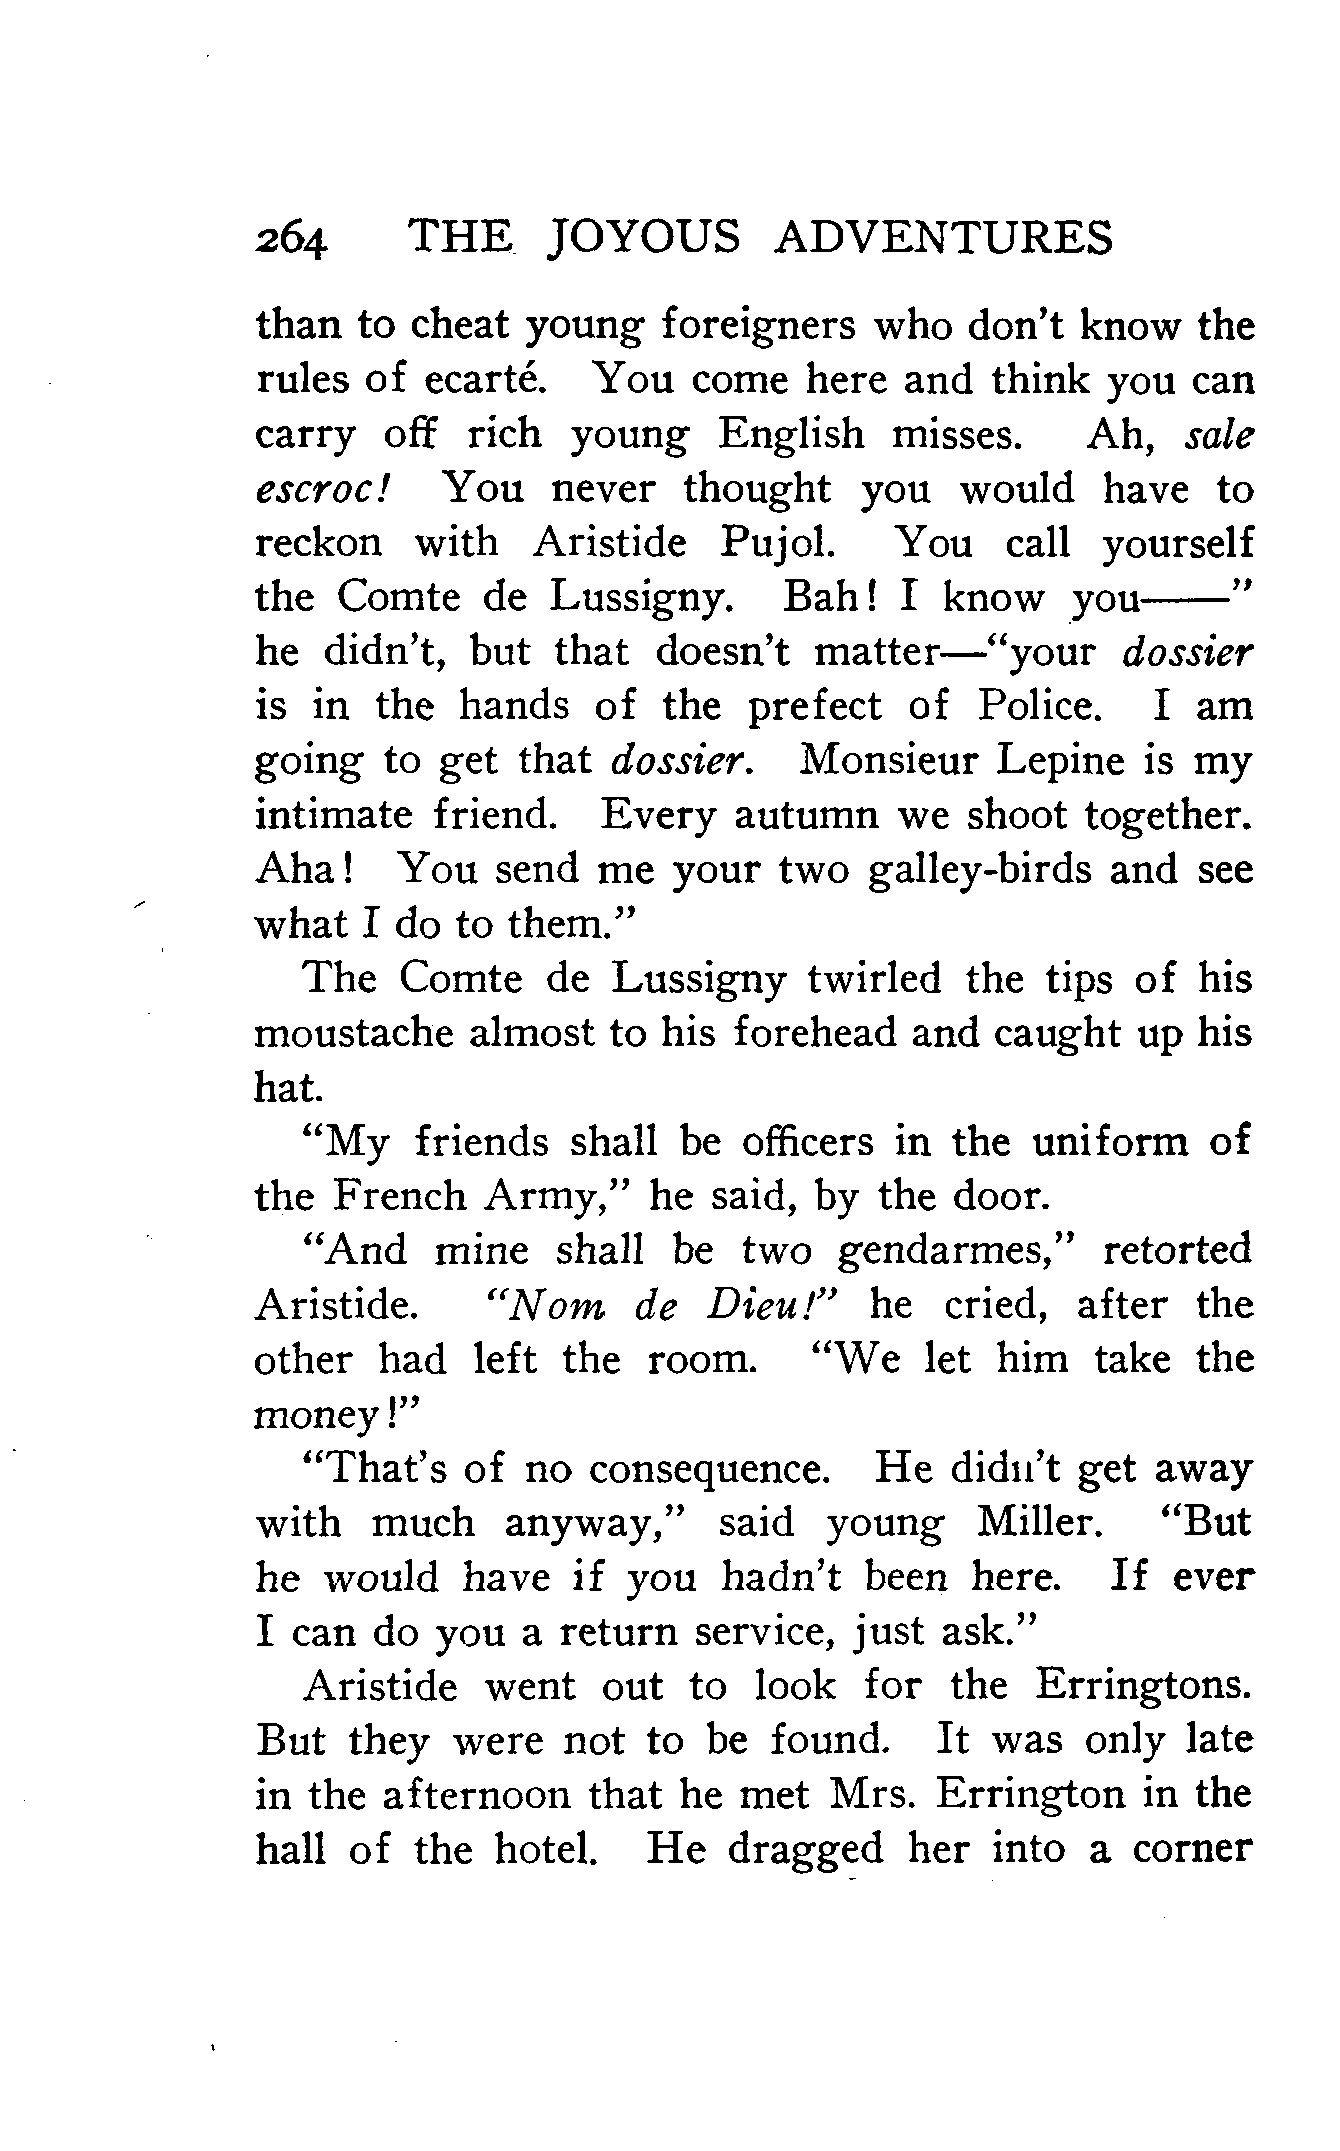 264 THE JOYOUS ADVENTURES
than to cheat young foreigners who don't know the
rules of ecarté. You come here and think you can
carry off rich young English misses. Ah, sale
escroc! You never thought you would have to
reckon with Aristide Pujol. You call yourself
the Comte de Lussigny. Bah! I know you——"
he didn't, but that doesn't matter—"your dossier
is in the hands of the prefect of Police. I am
going to get that dossier. Monsieur Lepine is my
intimate friend. Every autumn we shoot together.
Aha! You send me your two galley-birds and see
what I do to them."
The Comte de Lussigny twirled the tips of his
moustache almost to his forehead and caught up his
hat.
"My friends shall be officers in the uniform of
the French Army," he said, by the door.
"And mine shall be two gendarmes," retorted
Aristide. "Nom de Dieu!" he cried, after the
other had left the room. "We let him take the
money!"
"That's of no consequence. He didn't get away
with much anyway," said young Miller. "But
he would have if you hadn't been here. If ever
I can do you a return service, just ask."
Aristide went out to look for the Erringtons.
But they were not to be found. It was only late
in the afternoon that he met Mrs. Errington in the
hall of the hotel. He dragged her into a corner